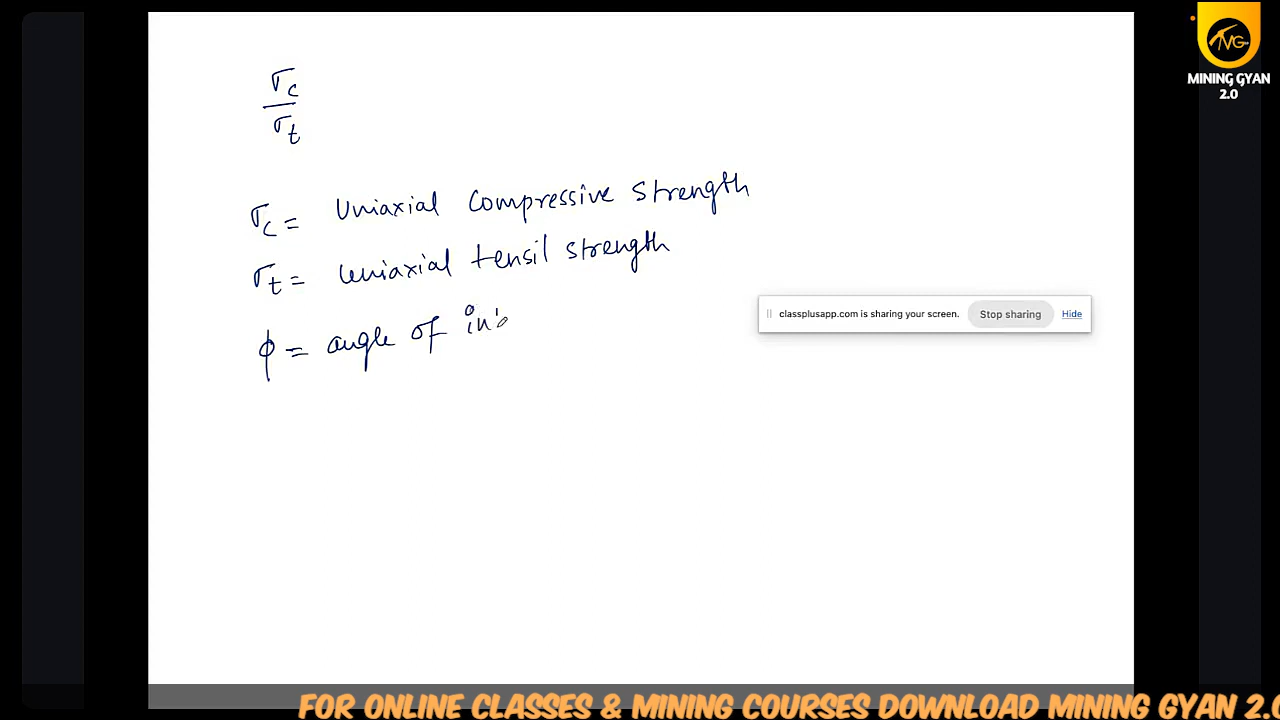 σc
σt
σc = Uniaxial Compressive Strength
σt = Uniaxial tensil strength
ϕ = angle of
classplusapp.com is sharing your screen. Stop sharing Hide
NG
MINING GYAN
2.0
FOR ONLINE CLASSES & MINING COURSES DOWNLOAD MINING GYAN 2.0